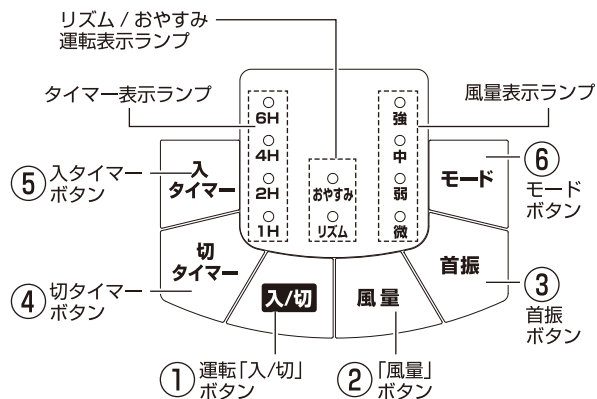 リズム / おやすみ
運転表示ランプ
タイマー表示ランプ
風量表示ランプ
6H
4H
2H
1H
おやすみ
リズム
強
中
弱
微
入
タイマー
切
タイマー
入/切
風量
首振
モード
⑤ 入タイマー
ボタン
④ 切タイマー
ボタン
① 運転「入/切」
ボタン
② 「風量」
ボタン
③
首振
ボタン
⑥
モード
ボタン